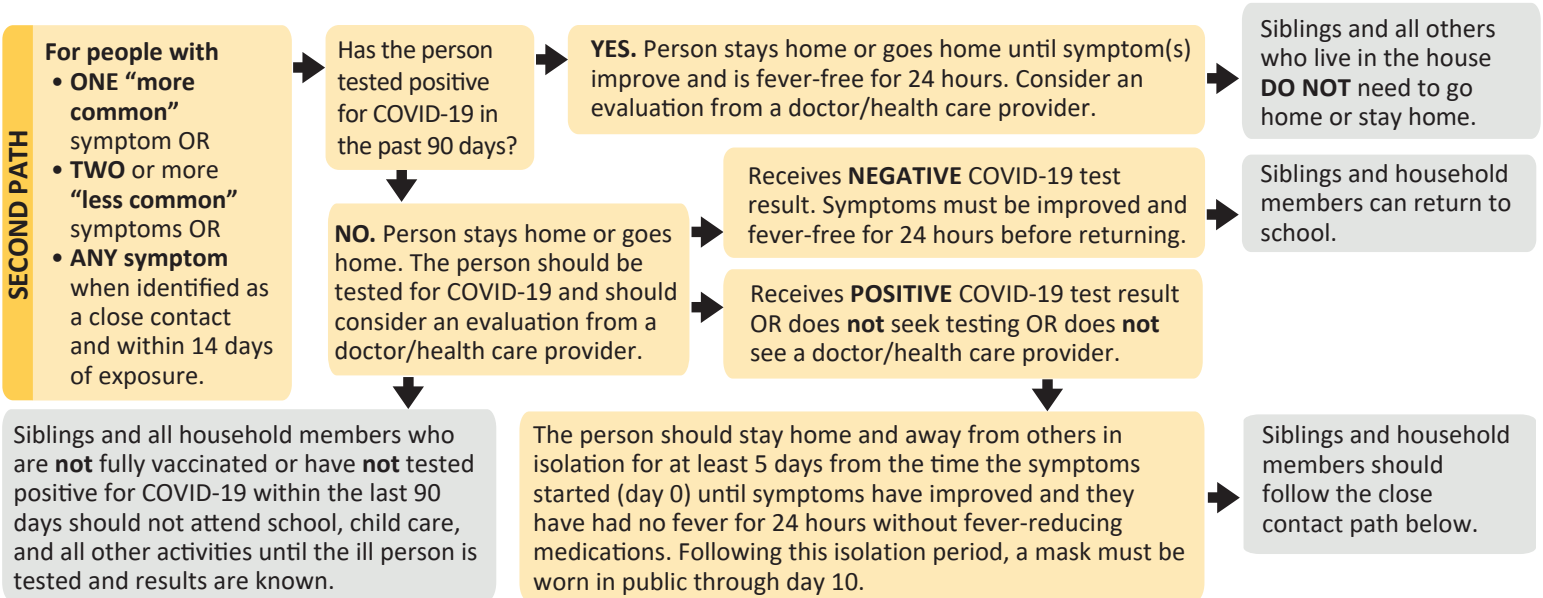 SECOND PATH
For people with
• ONE “more
common”
symptom OR
• TWO or more
“less common”
symptoms OR
• ANY symptom
when identified as
a close contact
and within 14 days
of exposure.
Has the person
tested positive
for COVID-19 in
the past 90 days?
YES. Person stays home or goes home until symptom(s)
improve and is fever-free for 24 hours. Consider an
evaluation from a doctor/health care provider.
Siblings and all others
who live in the house
DO NOT need to go
home or stay home.
NO. Person stays home or goes
home. The person should be
tested for COVID-19 and should
consider an evaluation from a
doctor/health care provider.
Receives NEGATIVE COVID-19 test
result. Symptoms must be improved and
fever-free for 24 hours before returning.
Siblings and household
members can return to
school.
Receives POSITIVE COVID-19 test result
OR does not seek testing OR does not
see a doctor/health care provider.
Siblings and all household members who
are not fully vaccinated or have not tested
positive for COVID-19 within the last 90
days should not attend school, child care,
and all other activities until the ill person is
tested and results are known.
The person should stay home and away from others in
isolation for at least 5 days from the time the symptoms
started (day 0) until symptoms have improved and they
have had no fever for 24 hours without fever-reducing
medications. Following this isolation period, a mask must be
worn in public through day 10.
Siblings and household
members should
follow the close
contact path below.